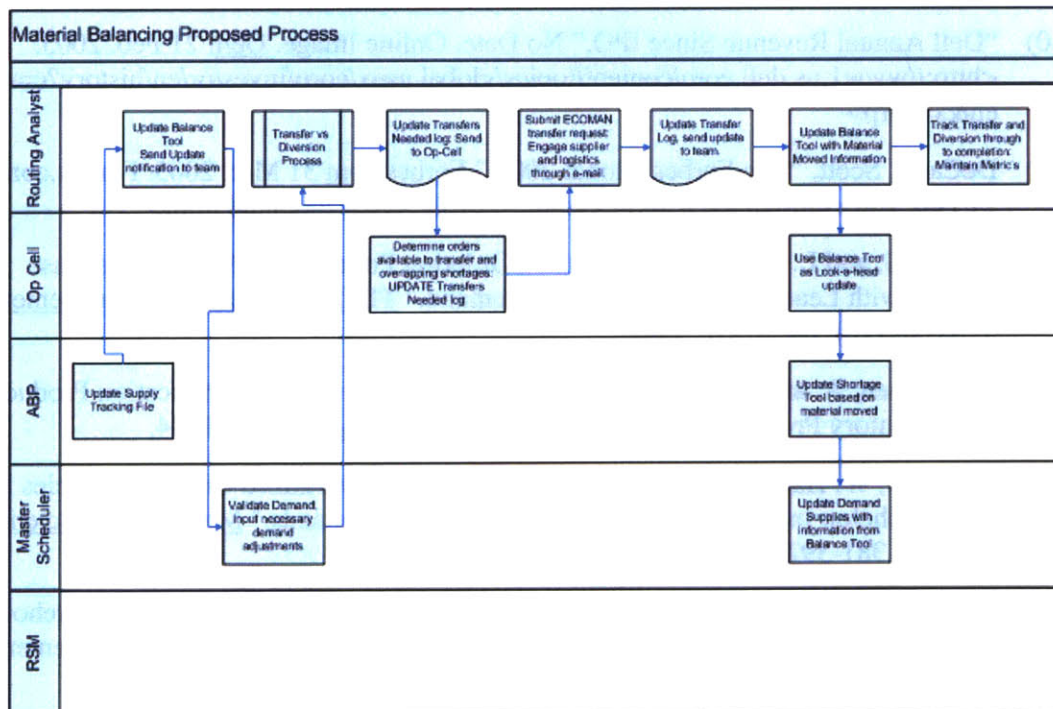 Material Balancing Proposed Process
Routing Analyst
Update Balance
Tool
Send Update
notification to team
Transfer vs
Diversion
Process
Update Transfers
Needed log: Send
to Op-Cell
Submit ECOMAN
transfer request:
Engage supplier
and logistics
through e-mail.
Update Transfer
Log, send update
to team.
Update Balance
Tool with Material
Moved Information
Track Transfer and
Diversion through to
completion:
Maintain Metrics
Op Cell
Determine orders
available to transfer and
overlapping shortages:
UPDATE Transfers
Needed log
Use Balance Tool
as Look-a-head
update
ABP
Update Supply
Tracking File
Update Shortage
Tool based on
material moved
Master
Scheduler
Validate Demand,
Input necessary
demand
adjustments
Update Demand
Supplies with
information from
Balance Tool
RSM